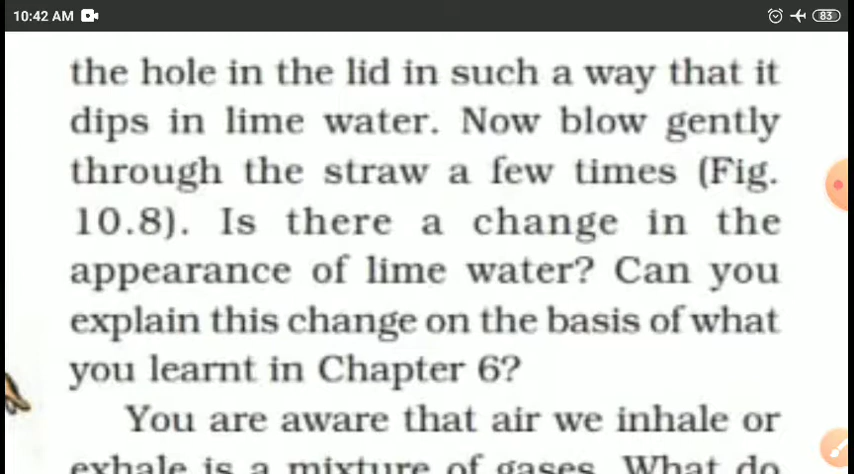 10:42 AM
83
the hole in the lid in such a way that it
dips in lime water. Now blow gently
through the straw a few times (Fig.
10.8). Is there a change in the
appearance of lime water? Can you
explain this change on the basis of what
you learnt in Chapter 6?
You are aware that air we inhale or
exhale is a mixture of gases. What do